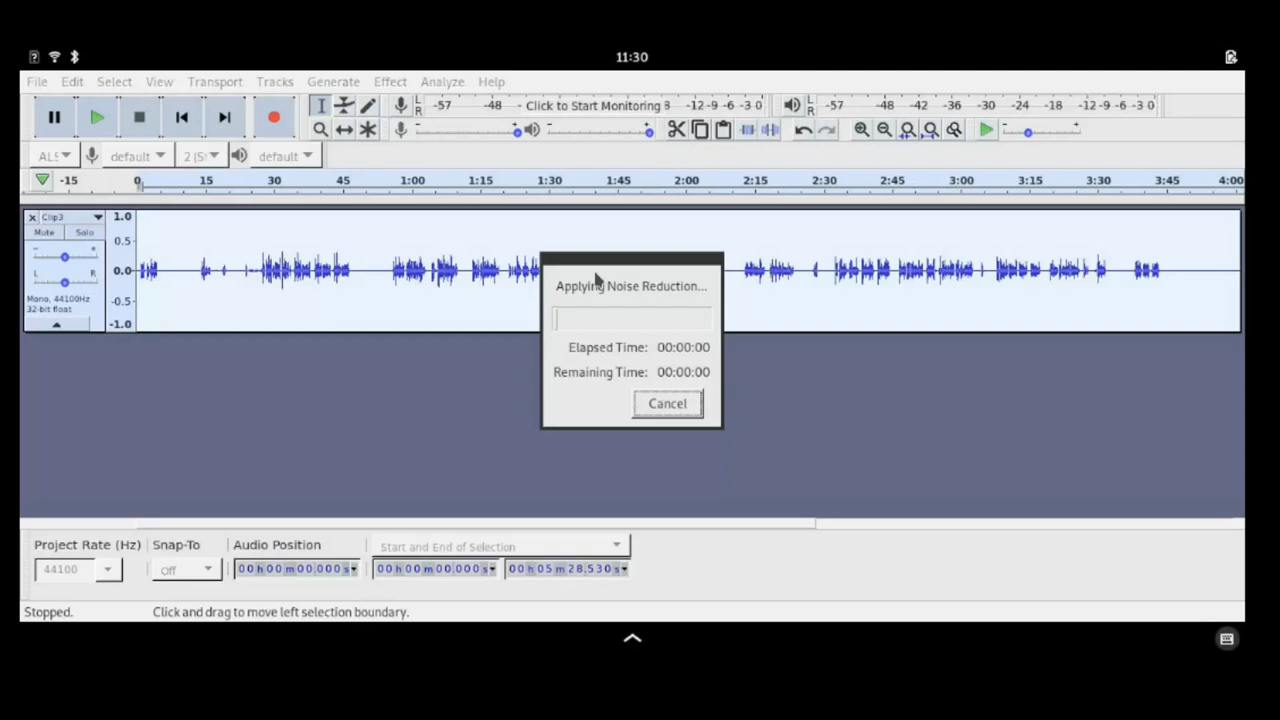 11:30
File Edit Select View Transport Tracks Generate Effect Analyze Help
L R -57 -48 Click to Start Monitoring 8 -12 -9 -6 -3 0 L R -57 -48 -42 -36 -30 -24 -18 -12 -9 -6 -3 0
- + - + - +
default 2 (S default
-15 0 15 30 45 1:00 1:15 1:30 1:45 2:00 2:15 2:30 2:45 3:00 3:15 3:30 3:45 4:00
x Clip3 1.0
Mute Solo
0.5
- +
0.0
L R
Mono, 44100Hz
32-bit float
-0.5
-1.0
Applying Noise Reduction...
Elapsed Time: 00:00:00
Remaining Time: 00:00:00
Cancel
Project Rate (Hz) Snap-To Audio Position Start and End of Selection
44100 Off 00 h 00 m 00.000 s 00 h 00 m 00.000 s 00 h 05 m 28.530 s
Stopped. Click and drag to move left selection boundary.